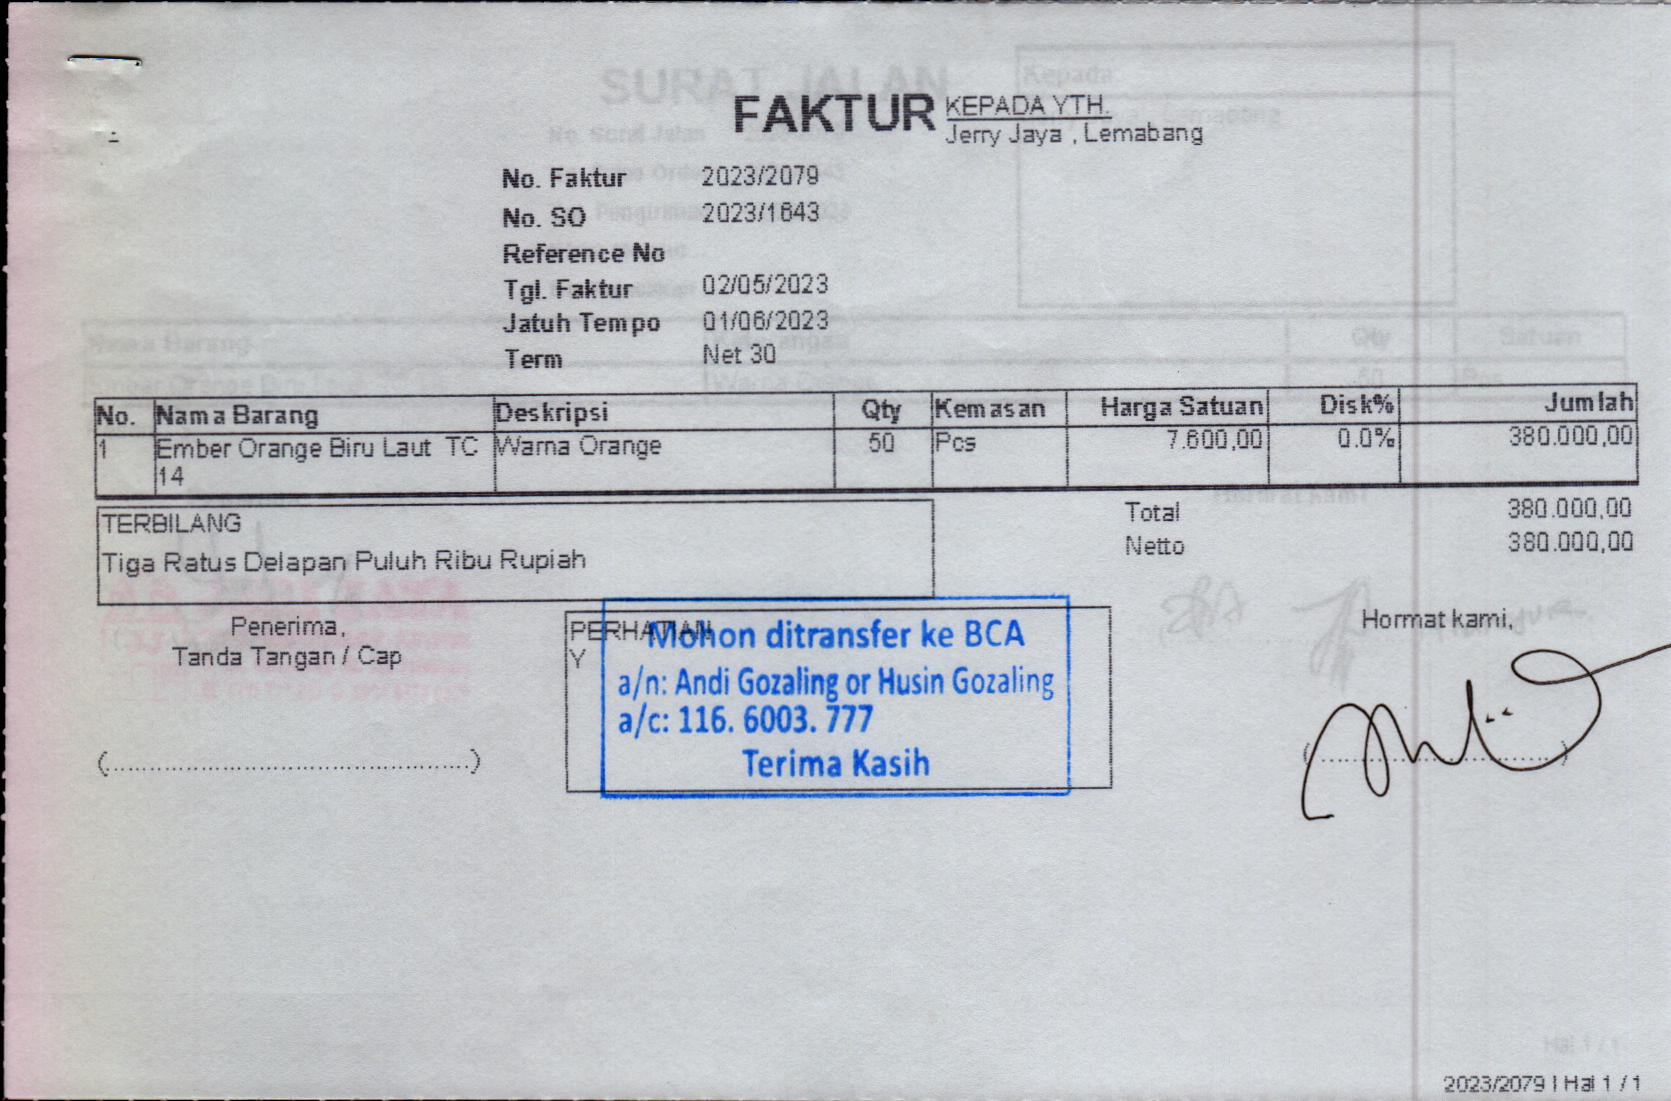 FAKTUR
KEPADA YTH.
Jerry Jaya , Lemabang
No. Faktur 2023/2079
No. SO 2023/1643
Reference No
Tgl. Faktur 02/05/2023
Jatuh Tempo 01/06/2023
Term Net 30
No. Nama Barang Deskripsi Qty Kemasan Harga Satuan Disk% Jumlah
1 Ember Orange Biru Laut TC Warna Orange 50 Pcs 7.600,00 0.0% 380.000,00
14
TERBILANG
Tiga Ratus Delapan Puluh Ribu Rupiah
Total 380.000,00
Netto 380.000,00
Penerima,
Tanda Tangan / Cap
(................................................)
PERHATIAN
Y
Mohon ditransfer ke BCA
a/n: Andi Gozaling or Husin Gozaling
a/c: 116. 6003. 777
Terima Kasih
Hormat kami,
2023/2079 | Hal 1 / 1